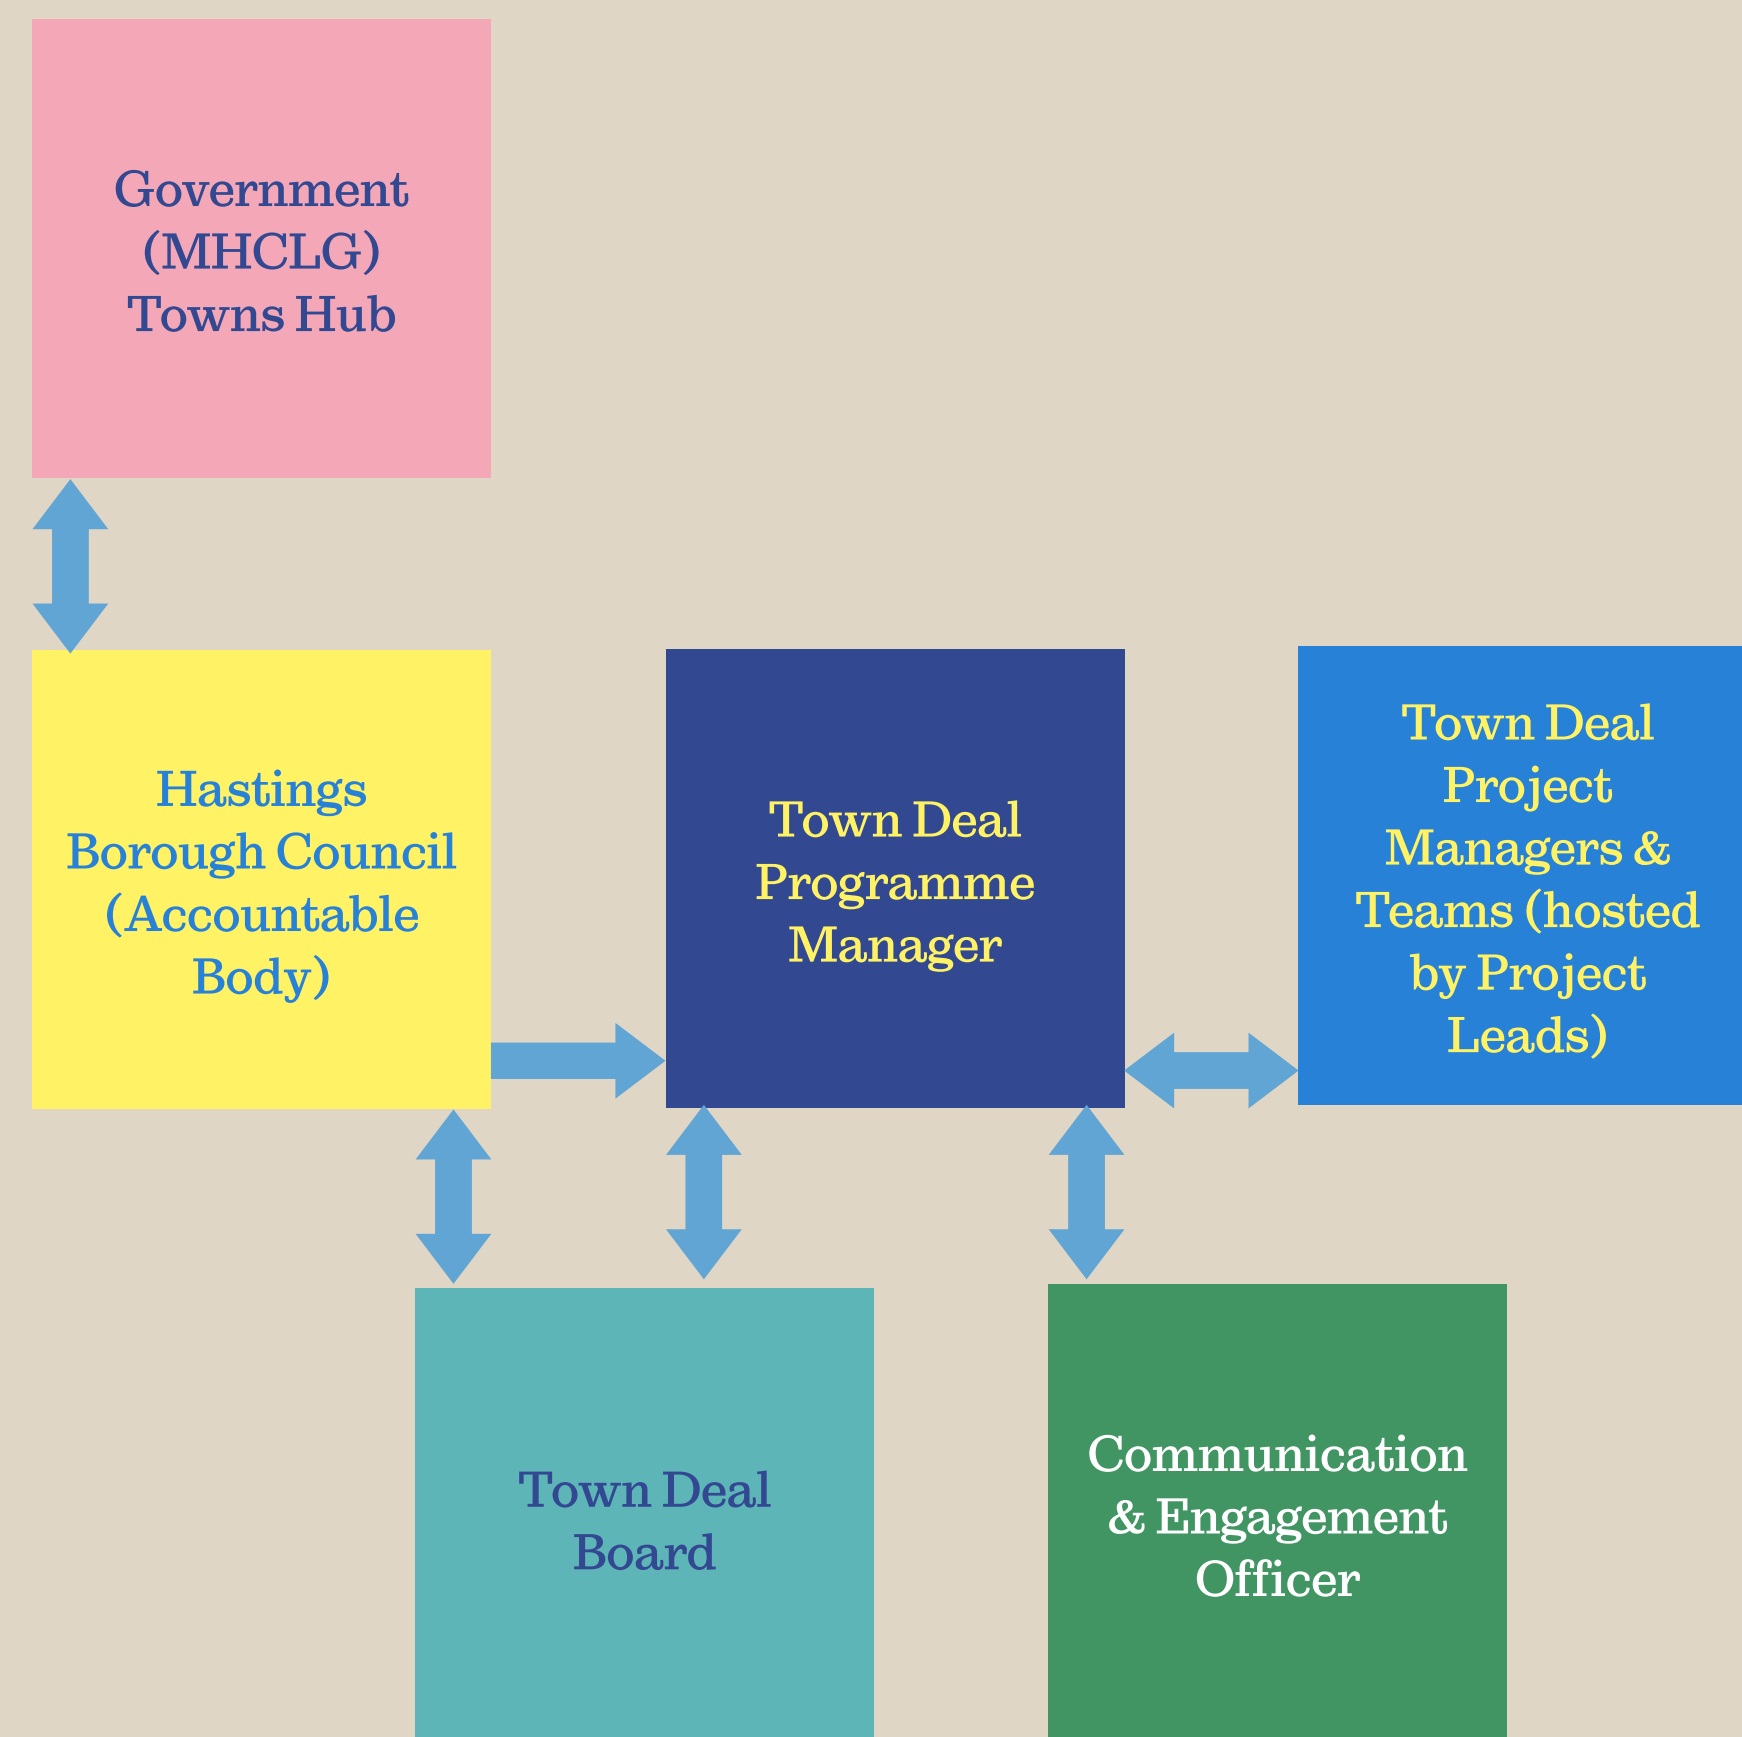 Government
(MHCLG)
Towns Hub
Hastings
Borough Council
(Accountable
Body)
Town Deal
Programme
Manager
Town Deal
Project
Managers &
Teams (hosted
by Project
Leads)
Town Deal
Board
Communication
& Engagement
Officer